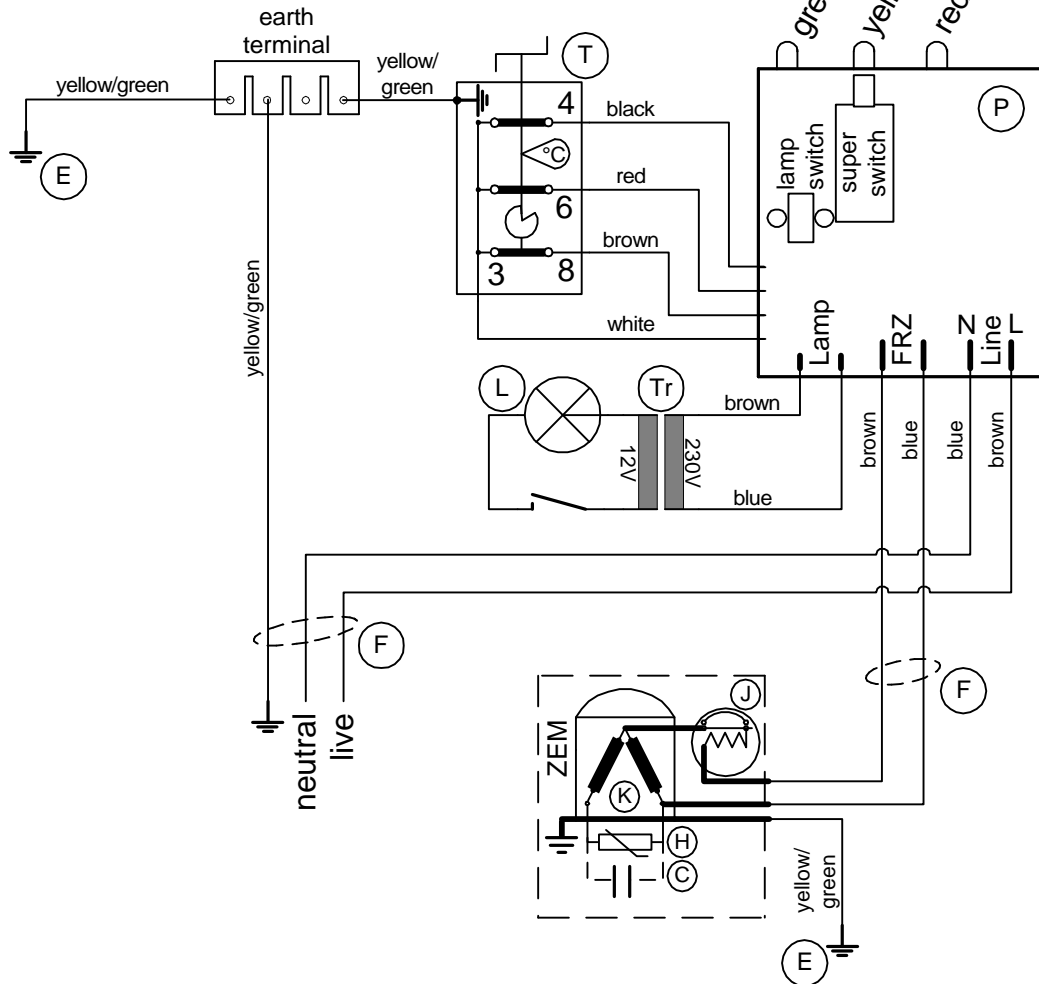 earth
terminal
yellow/green
yellow/
green
E
T
4
°C
6
3
8
black
red
brown
white
P
lamp
switch
super
switch
Lamp
FRZ
N
Line
L
yellow/green
L
Tr
brown
12V
230V
blue
brown
blue
blue
brown
F
neutral
live
F
ZEM
J
K
H
C
yellow/
green
E